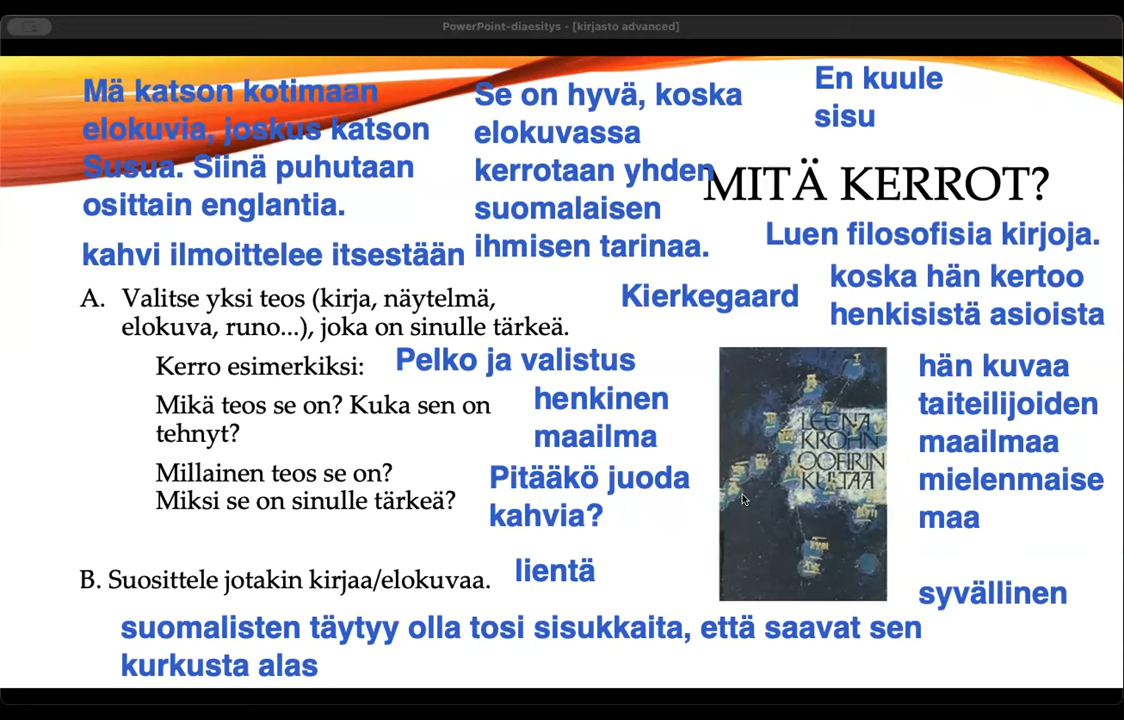 PowerPoint-diaesitys - [kirjasto advanced]
Mä katson kotimaan
elokuvia, joskus katson
Susua. Siinä puhutaan
osittain englantia.
kahvi ilmoittelee itsestään
Se on hyvä, koska
elokuvassa
kerrotaan yhden
suomalaisen
ihmisen tarinaa.
En kuule
sisu
MITÄ KERROT?
Luen filosofisia kirjoja.
Kierkegaard
koska hän kertoo
henkisistä asioista
A. Valitse yksi teos (kirja, näytelmä,
elokuva, runo...), joka on sinulle tärkeä.
Kerro esimerkiksi:
Pelko ja valistus
Mikä teos se on? Kuka sen on
tehnyt?
henkinen
maailma
Millainen teos se on?
Miksi se on sinulle tärkeä?
Pitääkö juoda
kahvia?
LEENA
KROHN
OOFIRIN
KULTAA
hän kuvaa
taiteilijoiden
maailmaa
mielenmaise
maa
B. Suosittele jotakin kirjaa/elokuvaa.
lientä
syvällinen
suomalisten täytyy olla tosi sisukkaita, että saavat sen
kurkusta alas